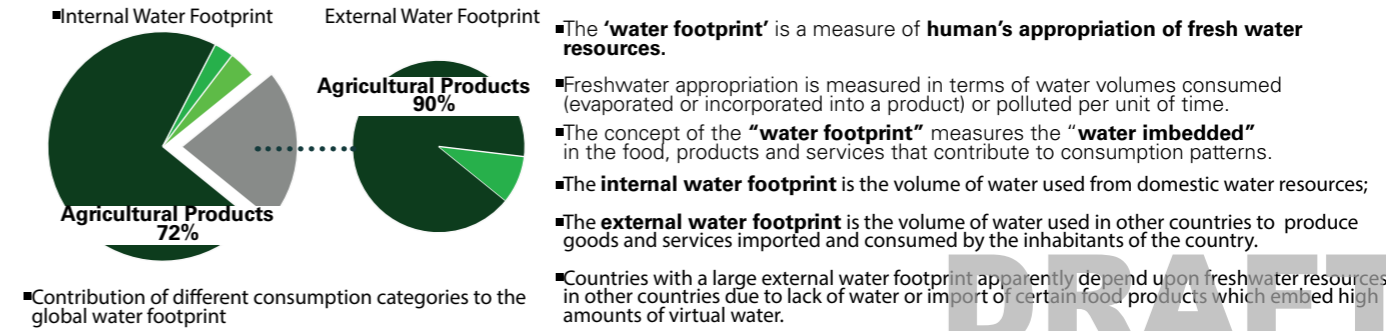 ■Internal Water Footprint
External Water Footprint
Agricultural Products
90%
Agricultural Products
72%
■Contribution of different consumption categories to the
global water footprint
■The ‘water footprint’ is a measure of human’s appropriation of fresh water
resources.
■Freshwater appropriation is measured in terms of water volumes consumed
(evaporated or incorporated into a product) or polluted per unit of time.
■The concept of the “water footprint” measures the “water imbedded”
in the food, products and services that contribute to consumption patterns.
■The internal water footprint is the volume of water used from domestic water resources;
■The external water footprint is the volume of water used in other countries to produce
goods and services imported and consumed by the inhabitants of the country.
■Countries with a large external water footprint apparently depend upon freshwater resources
in other countries due to lack of water or import of certain food products which embed high
amounts of virtual water.
DRAFT